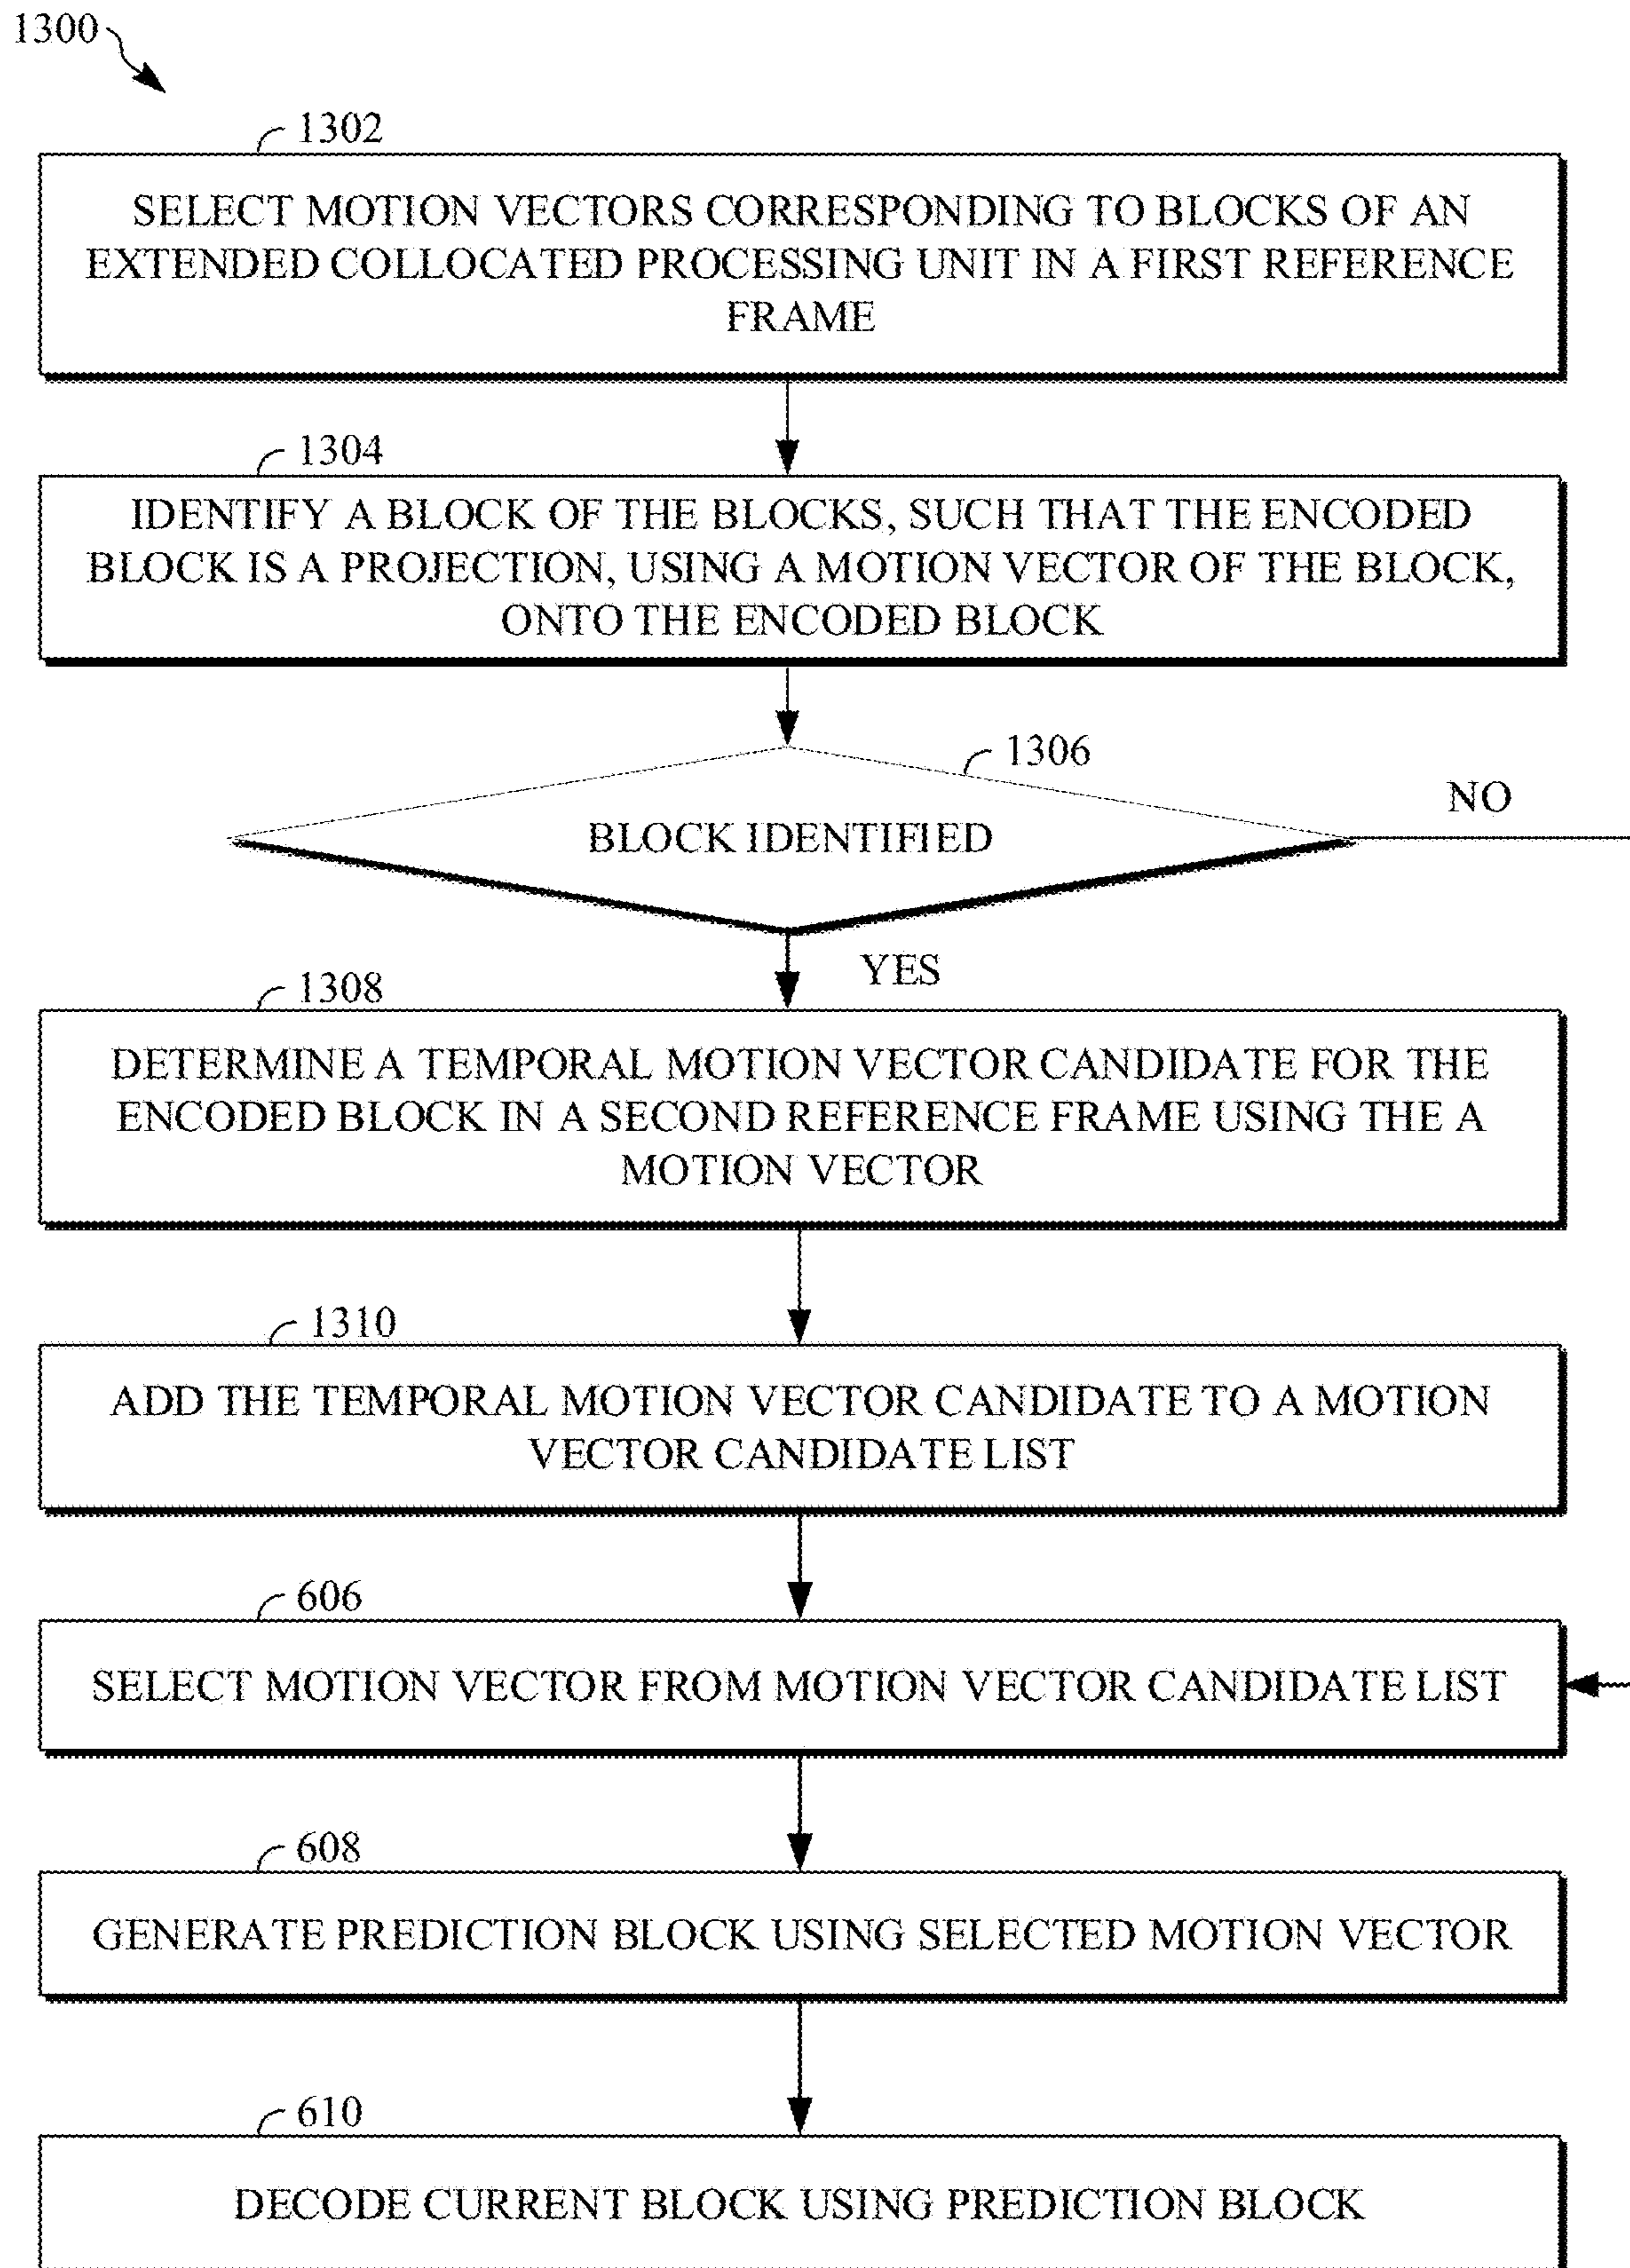 1300
1302
SELECT MOTION VECTORS CORRESPONDING TO BLOCKS OF AN
EXTENDED COLLOCATED PROCESSING UNIT IN A FIRST REFERENCE
FRAME
1304
IDENTIFY A BLOCK OF THE BLOCKS, SUCH THAT THE ENCODED
BLOCK IS A PROJECTION, USING A MOTION VECTOR OF THE BLOCK,
ONTO THE ENCODED BLOCK
1306
NO
BLOCK IDENTIFIED
YES
1308
DETERMINE A TEMPORAL MOTION VECTOR CANDIDATE FOR THE
ENCODED BLOCK IN A SECOND REFERENCE FRAME USING THE A
MOTION VECTOR
1310
ADD THE TEMPORAL MOTION VECTOR CANDIDATE TO A MOTION
VECTOR CANDIDATE LIST
606
SELECT MOTION VECTOR FROM MOTION VECTOR CANDIDATE LIST
608
GENERATE PREDICTION BLOCK USING SELECTED MOTION VECTOR
610
DECODE CURRENT BLOCK USING PREDICTION BLOCK